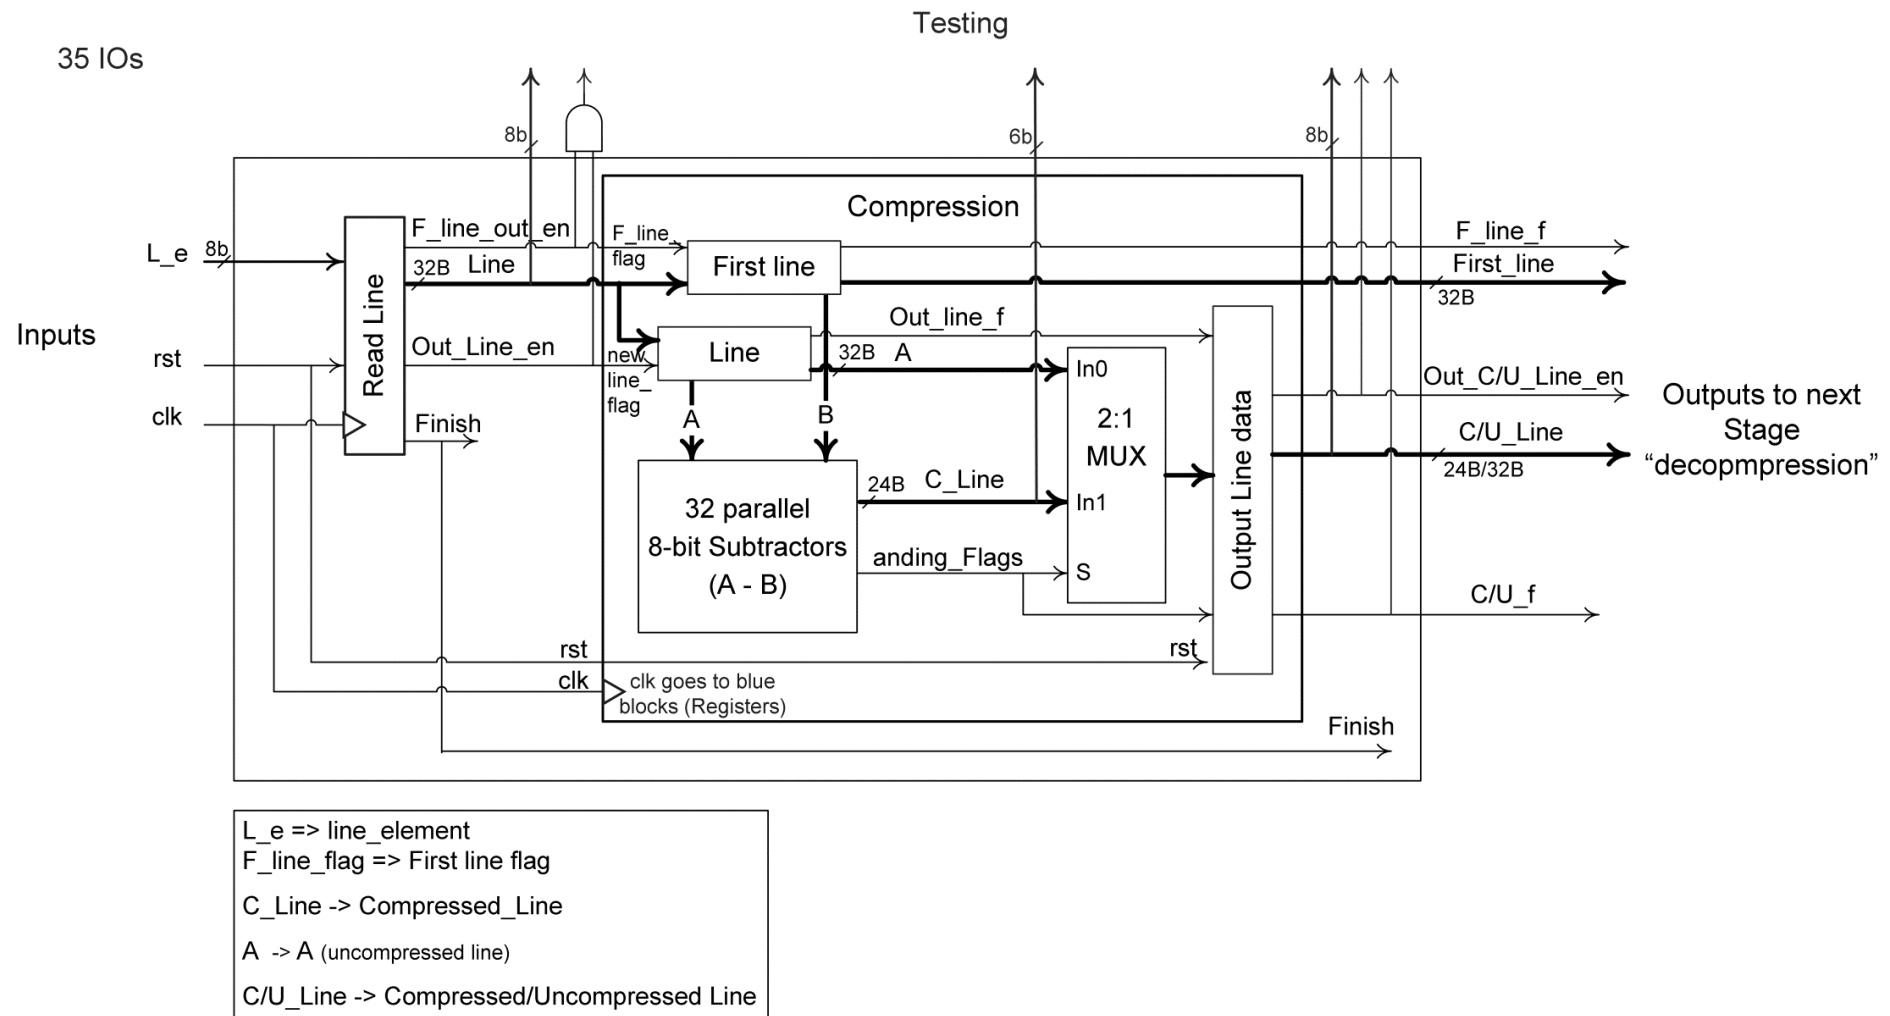 Testing
35 IOs
8b
6b
8b
Compression
F_line_out_en
F_line_
flag
First line
F_line_f
L_e
8b
32B
Line
First_line
32B
Read Line
Inputs
Out_line_f
Out_Line_en
new
line_
flag
Line
32B
A
In0
rst
Out_C/U_Line_en
clk
Finish
A
B
2:1
MUX
C/U_Line
24B/32B
Outputs to next
Stage
“decopmpression”
24B
C_Line
In1
32 parallel
8-bit Subtractors
(A - B)
anding_Flags
S
Output Line data
C/U_f
rst
rst
clk
clk goes to blue
blocks (Registers)
Finish
L_e => line_element
F_line_flag => First line flag
C_Line -> Compressed_Line
A -> A (uncompressed line)
C/U_Line -> Compressed/Uncompressed Line